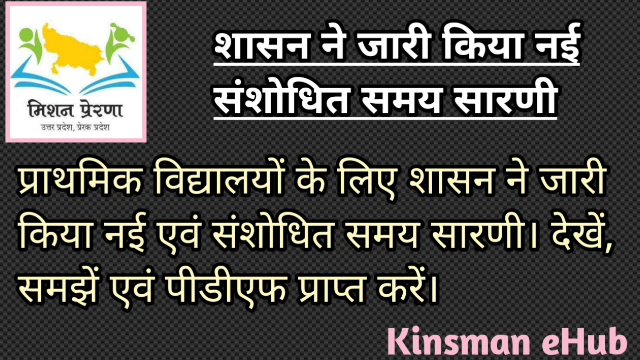 शासन ने जारी किया नई
संशोधित समय सारणी
मिशन प्रेरणा
उत्तर प्रदेश, प्रेरक प्रदेश
प्राथमिक विद्यालयों के लिए शासन ने जारी
किया नई एवं संशोधित समय सारणी। देखें,
समझें एवं पीडीएफ प्राप्त करें।
Kinsman eHub